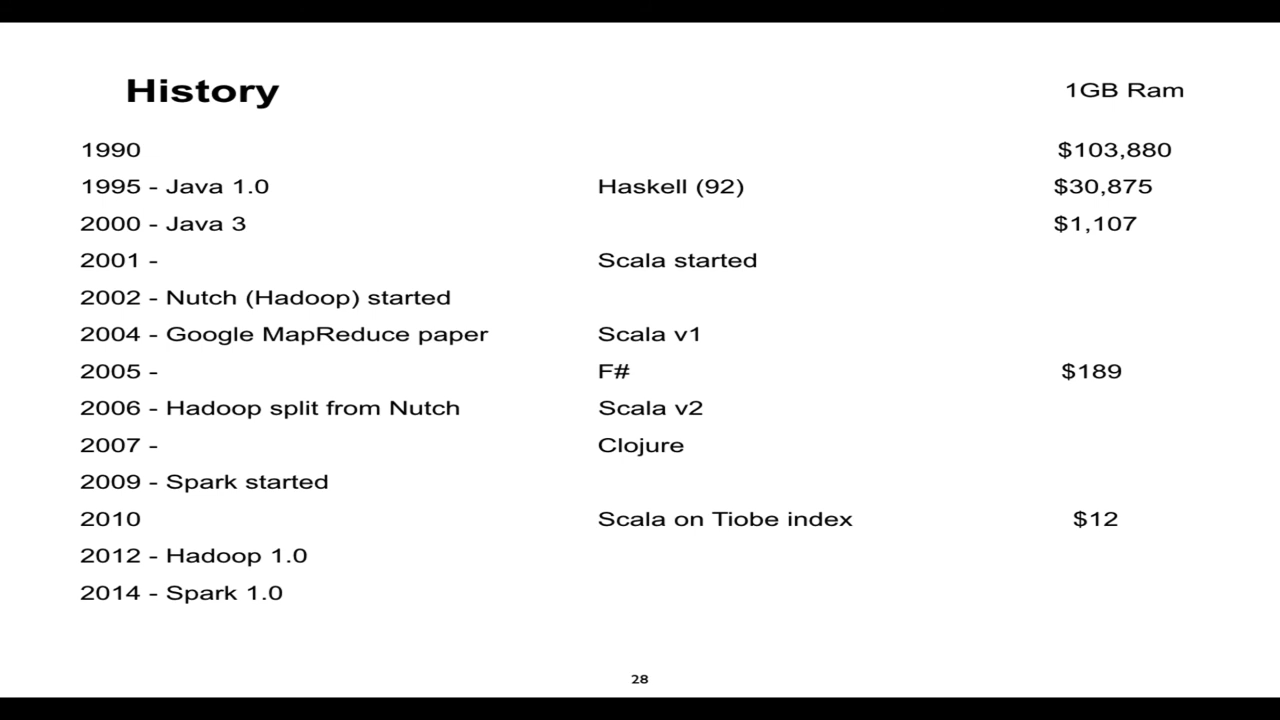 History 1GB Ram
1990 $103,880
1995 - Java 1.0 Haskell (92) $30,875
2000 - Java 3 $1,107
2001 - Scala started
2002 - Nutch (Hadoop) started
2004 - Google MapReduce paper Scala v1
2005 - F# $189
2006 - Hadoop split from Nutch Scala v2
2007 - Clojure
2009 - Spark started
2010 Scala on Tiobe index $12
2012 - Hadoop 1.0
2014 - Spark 1.0
28